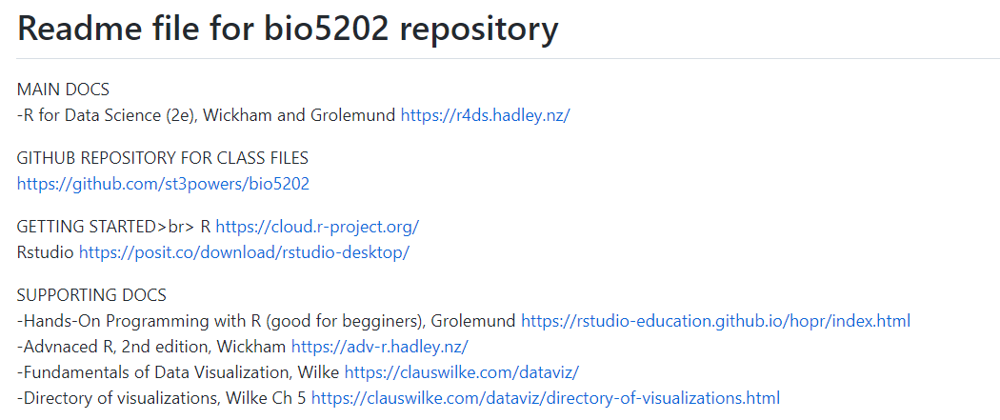 Readme file for bio5202 repository
MAIN DOCS
-R for Data Science (2e), Wickham and Grolemund https://r4ds.hadley.nz/
GITHUB REPOSITORY FOR CLASS FILES
https://github.com/st3powers/bio5202
GETTING STARTED>br> R https://cloud.r-project.org/
Rstudio https://posit.co/download/rstudio-desktop/
SUPPORTING DOCS
-Hands-On Programming with R (good for begginers), Grolemund https://rstudio-education.github.io/hopr/index.html
-Advnaced R, 2nd edition, Wickham https://adv-r.hadley.nz/
-Fundamentals of Data Visualization, Wilke https://clauswilke.com/dataviz/
-Directory of visualizations, Wilke Ch 5 https://clauswilke.com/dataviz/directory-of-visualizations.html